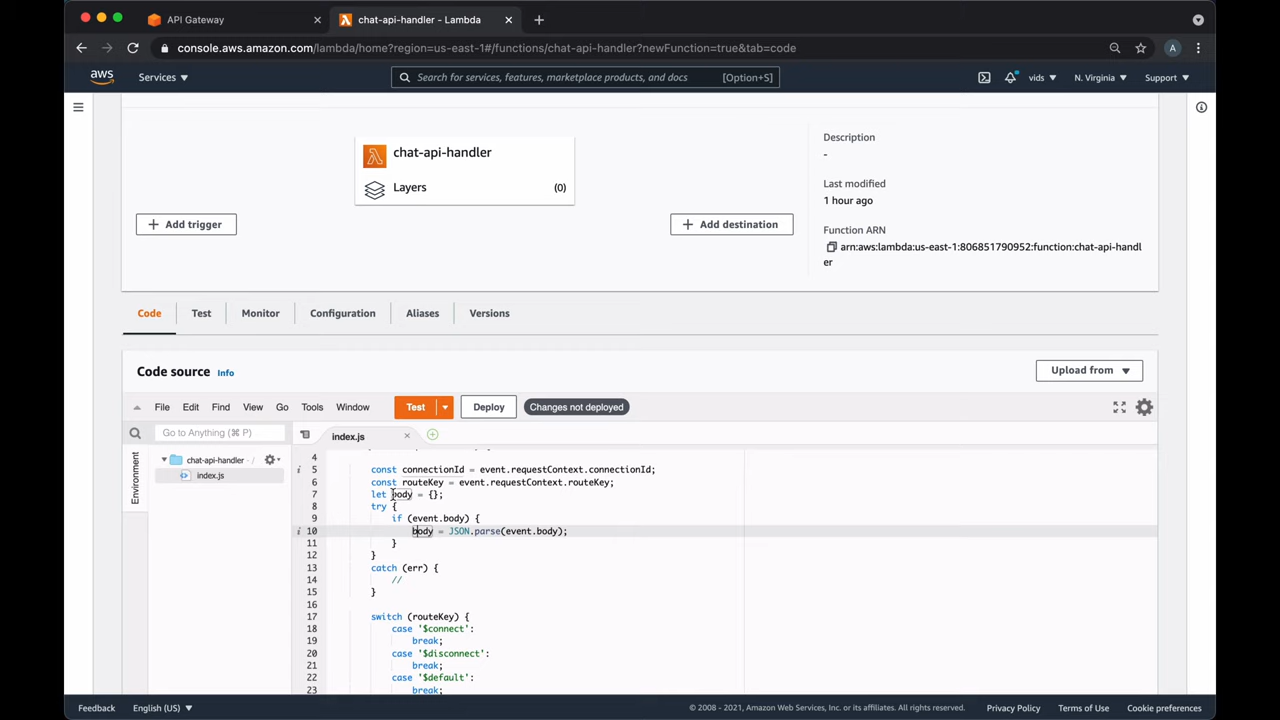 API Gateway
chat-api-handler - Lambda
console.aws.amazon.com/lambda/home?region=us-east-1#/functions/chat-api-handler?newFunction=true&tab=code
A
aws
Services
Search for services, features, marketplace products, and docs
[Option+S]
vids
N. Virginia
Support
chat-api-handler
Layers
(0)
Description
-
Last modified
1 hour ago
Function ARN
arn:aws:lambda:us-east-1:806851790952:function:chat-api-handl
er
+ Add trigger
+ Add destination
Code
Test
Monitor
Configuration
Aliases
Versions
Code source
Info
Upload from
File
Edit
Find
View
Go
Tools
Window
Test
Deploy
Changes not deployed
Go to Anything (⌘ P)
index.js
Environment
chat-api-handler - /
index.js
4
5 const connectionId = event.requestContext.connectionId;
6 const routeKey = event.requestContext.routeKey;
7 let body = {};
8 try {
9 if (event.body) {
10 body = JSON.parse(event.body);
11 }
12 }
13 catch (err) {
14 //
15 }
16
17 switch (routeKey) {
18 case '$connect':
19 break;
20 case '$disconnect':
21 break;
22 case '$default':
23 break;
Feedback
English (US)
© 2008 - 2021, Amazon Web Services, Inc. or its affiliates. All rights reserved.
Privacy Policy
Terms of Use
Cookie preferences